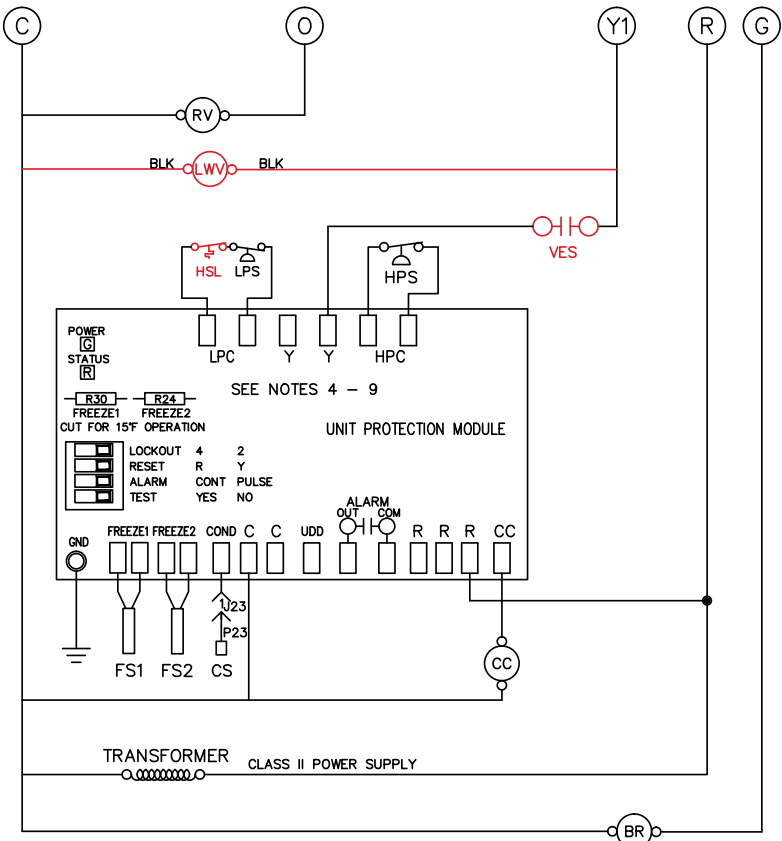 C O Y1 R G
RV
BLK LWV BLK
VES
HSL LPS
HPS
LPC Y Y HPC
POWER
G
STATUS
R
SEE NOTES 4 – 9
R30 R24
FREEZE1 FREEZE2
CUT FOR 15°F OPERATION
UNIT PROTECTION MODULE
LOCKOUT 4 2
RESET R Y
ALARM CONT PULSE
TEST YES NO
ALARM
OUT COM
GND FREEZE1 FREEZE2 COND C C UDD R R R CC
J23
P23
FS1 FS2 CS
CC
TRANSFORMER CLASS II POWER SUPPLY
BR